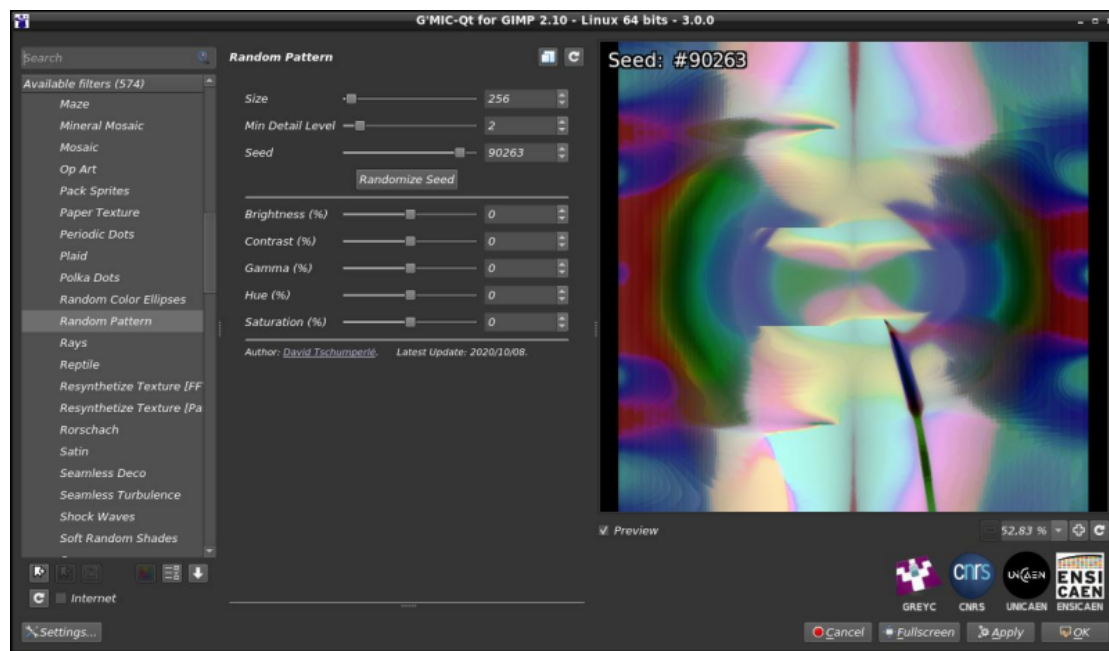 G'MIC-Qt for GIMP 2.10 - Linux 64 bits - 3.0.0
Search
Available filters (574)
Maze
Mineral Mosaic
Mosaic
Op Art
Pack Sprites
Paper Texture
Periodic Dots
Plaid
Polka Dots
Random Color Ellipses
Random Pattern
Rays
Reptile
Resynthetize Texture [FF
Resynthetize Texture [Pa
Rorschach
Satin
Seamless Deco
Seamless Turbulence
Shock Waves
Soft Random Shades
Internet
Settings...
Random Pattern
Size 256
Min Detail Level 2
Seed 90263
Randomize Seed
Brightness (%) 0
Contrast (%) 0
Gamma (%) 0
Hue (%) 0
Saturation (%) 0
Author: David Tschumperlé. Latest Update: 2020/10/08.
Seed: #90263
Preview
52.83 %
cnrs
UNICAEN
ENSI
CAEN
GREYC CNRS UNICAEN ENSICAEN
Cancel Fullscreen Apply OK